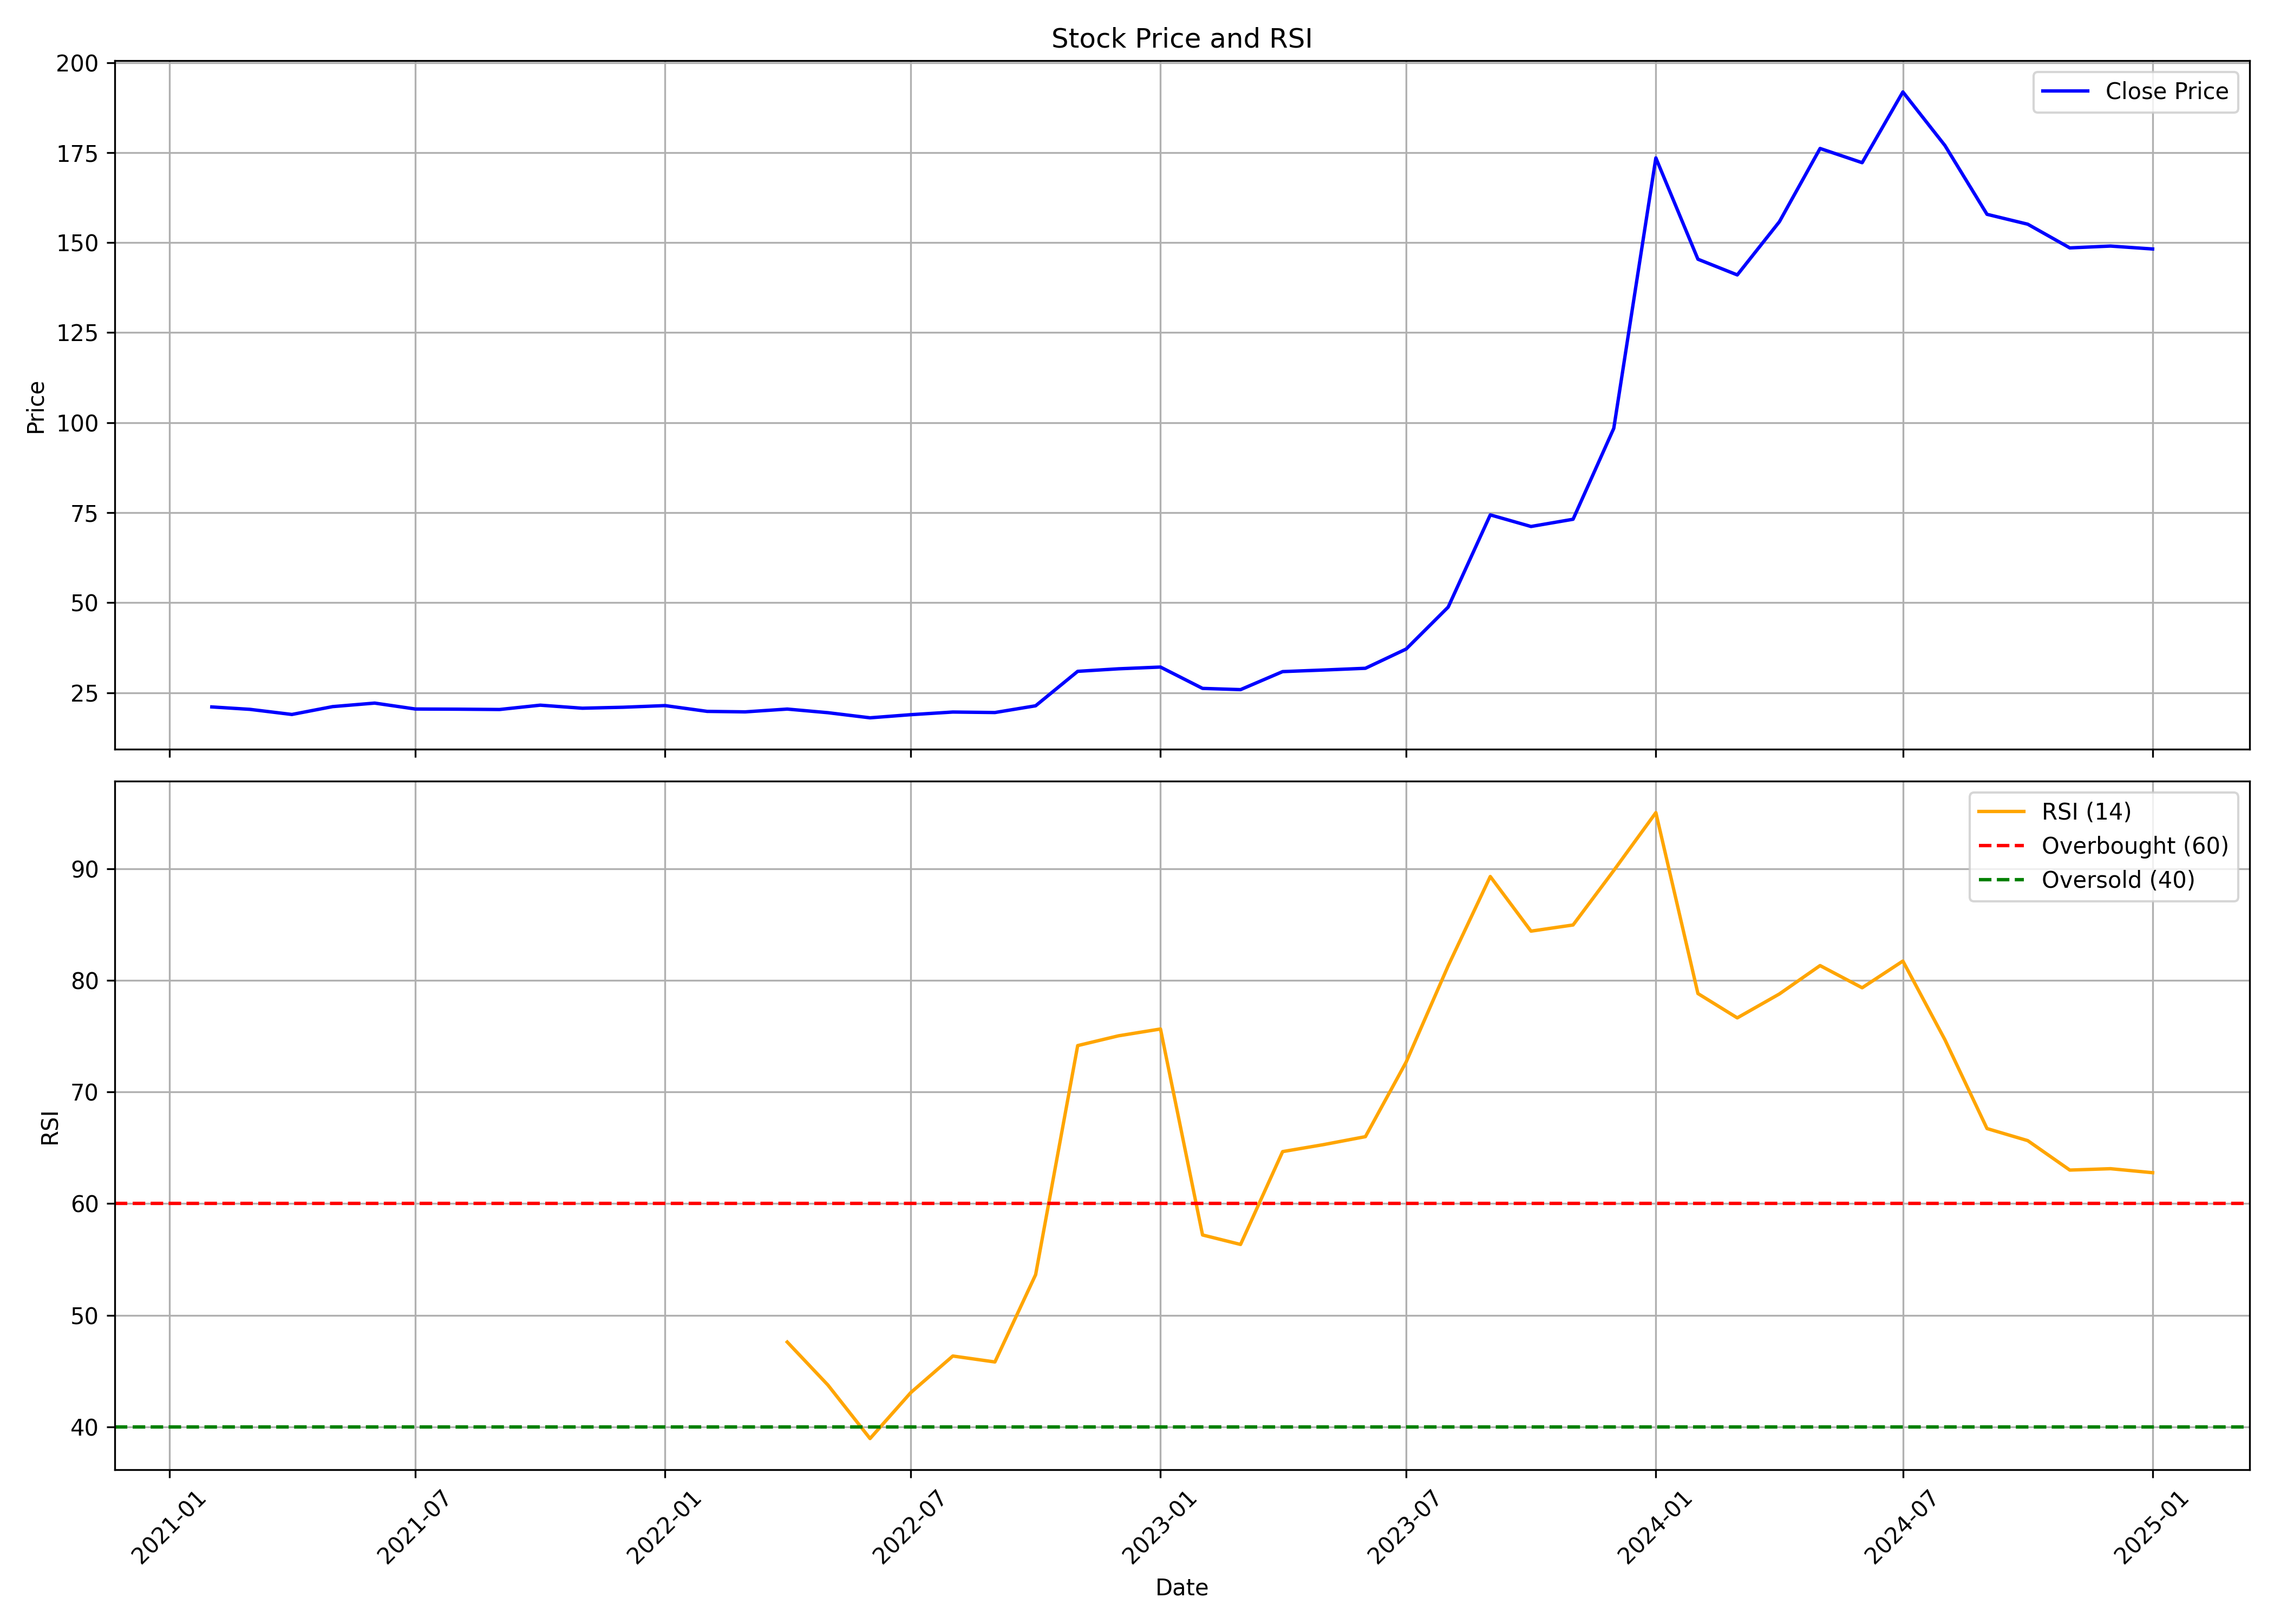 Stock Price and RSI
200
175
150
125
100
75
50
25
Price
Close Price
90
80
70
60
50
40
RSI
RSI (14)
Overbought (60)
Oversold (40)
2021-01
2021-07
2022-01
2022-07
2023-01
2023-07
2024-01
2024-07
2025-01
Date